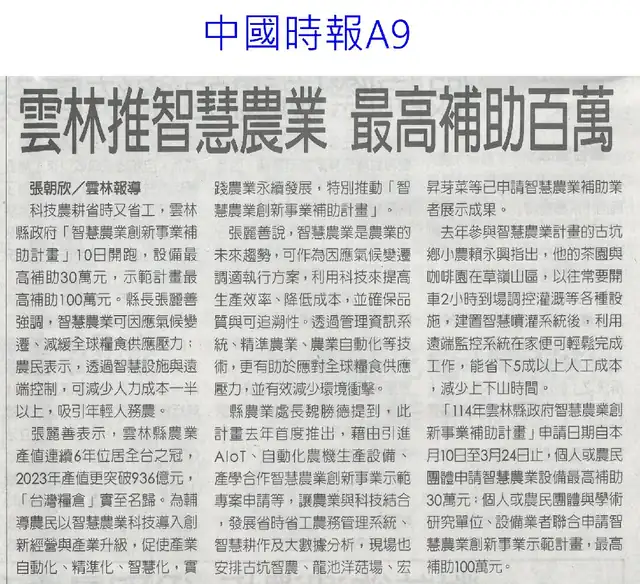 中國時報A9
雲林推智慧農業 最高補助百萬
張朝欣／雲林報導
科技農耕省時又省工，雲林
縣政府「智慧農業創新事業補
助計畫」10日開跑，設備最
高補助30萬元，示範計畫最
高補助100萬元。縣長張麗善
強調，智慧農業可因應氣候變
遷、減緩全球糧食供應壓力；
農民表示，透過智慧設施與遠
端控制，可減少人力成本一半
以上，吸引年輕人務農。
張麗善表示，雲林縣農業
產值連續6年位居全台之冠，
2023年產值更突破936億元，
「台灣糧倉」實至名歸。為輔
導農民以智慧農業科技導入創
新經營與產業升級，促使產業
自動化、精準化、智慧化，實
踐農業永續發展，特別推動「智
慧農業創新事業補助計畫」。
張麗善說，智慧農業是農業的
未來趨勢，可作為因應氣候變遷
調適執行方案，利用科技來提高
生產效率、降低成本，並確保品
質與可追溯性。透過管理資訊系
統、精準農業、農業自動化等技
術，更有助於應對全球糧食供應
壓力，並有效減少環境衝擊。
縣農業處長魏勝德提到，此
計畫去年首度推出，藉由引進
AIoT、自動化農機生產設備、
產學合作智慧農業創新事業示範
專案申請等，讓農業與科技結合
，發展省時省工農務管理系統、
智慧耕作及大數據分析，現場也
安排古坑智農、龍池洋菇場、宏
昇芽菜等已申請智慧農業補助業
者展示成果。
去年參與智慧農業計畫的古坑
鄉小農賴永興指出，他的茶園與
咖啡園在草嶺山區，以往常要開
車2小時到場調控灌溉等各種設
施，建置智慧噴灌系統後，利用
遠端監控系統在家便可輕鬆完成
工作，能省下5成以上人工成本
，減少上下山時間。
「114年雲林縣政府智慧農業創
新事業補助計畫」申請日期自本
月10日至3月24日止，個人或農民
團體申請智慧農業設備最高補助
30萬元；個人或農民團體與學術
研究單位、設備業者聯合申請智
慧農業創新事業示範計畫，最高
補助100萬元。